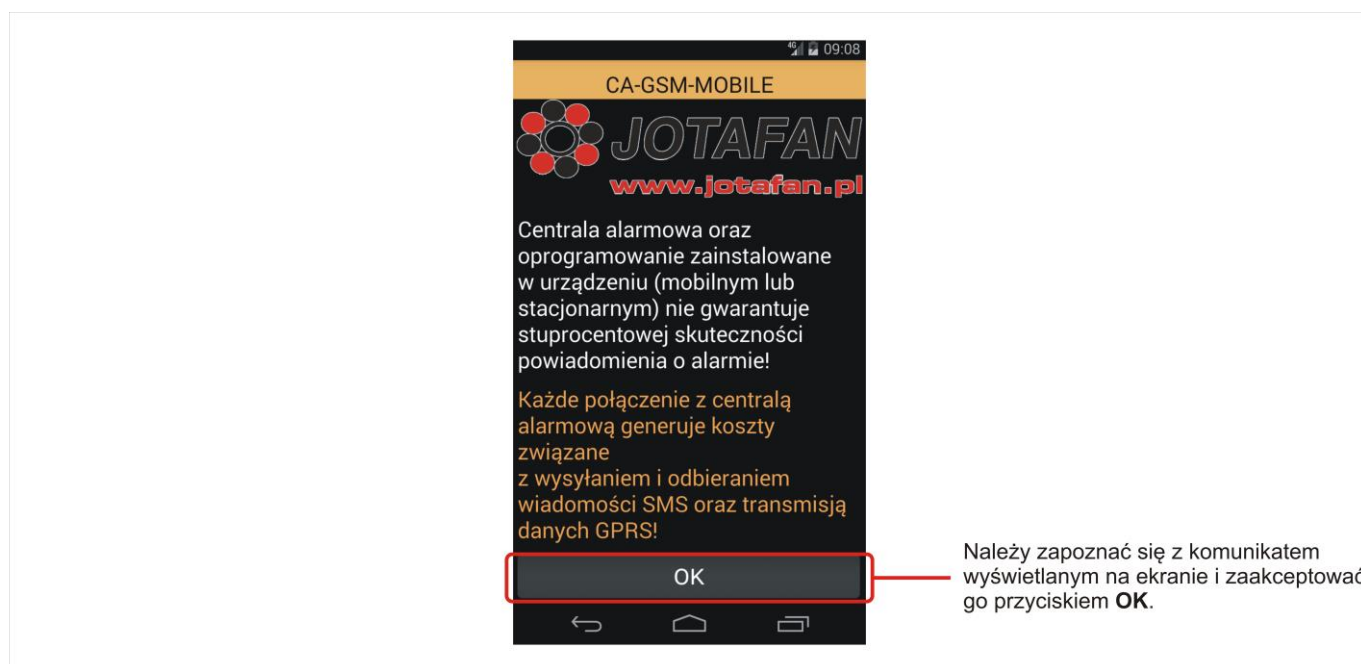 4G 09:08
CA-GSM-MOBILE
JOTAFAN
www.jotafan.pl
Centrala alarmowa oraz
oprogramowanie zainstalowane
w urządzeniu (mobilnym lub
stacjonarnym) nie gwarantuje
stuprocentowej skuteczności
powiadomienia o alarmie!
Każde połączenie z centralą
alarmową generuje koszty
związane
z wysyłaniem i odbieraniem
wiadomości SMS oraz transmisją
danych GPRS!
OK
Należy zapoznać się z komunikatem
wyświetlanym na ekranie i zaakceptować
go przyciskiem OK.